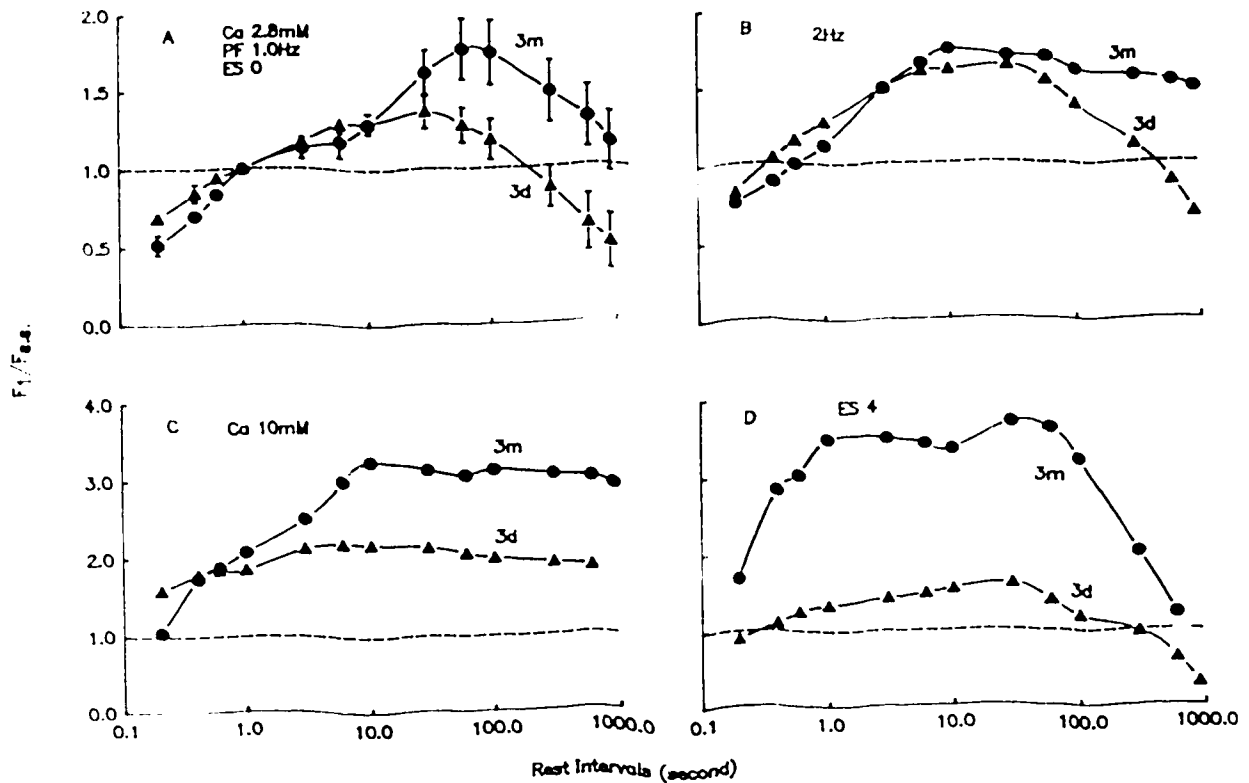 A
Ca 2.8mM
PF 1.0Hz
ES 0
3m
3d
2.0
1.5
1.0
0.5
0.0
B
2Hz
3m
3d
F1/Fs.s.
C
Ca 10mM
3m
3d
4.0
3.0
2.0
1.0
0.0
0.1
1.0
10.0
100.0
1000.0
D
ES 4
3m
3d
0.1
1.0
10.0
100.0
1000.0
Rest Intervals (second)